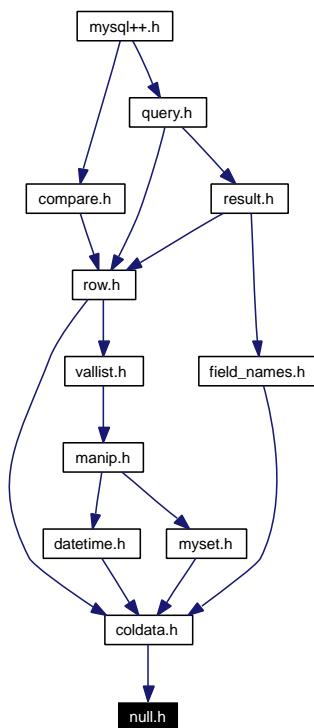 mysql++.h
query.h
compare.h
result.h
row.h
vallist.h
field_names.h
manip.h
datetime.h
myset.h
coldata.h
null.h